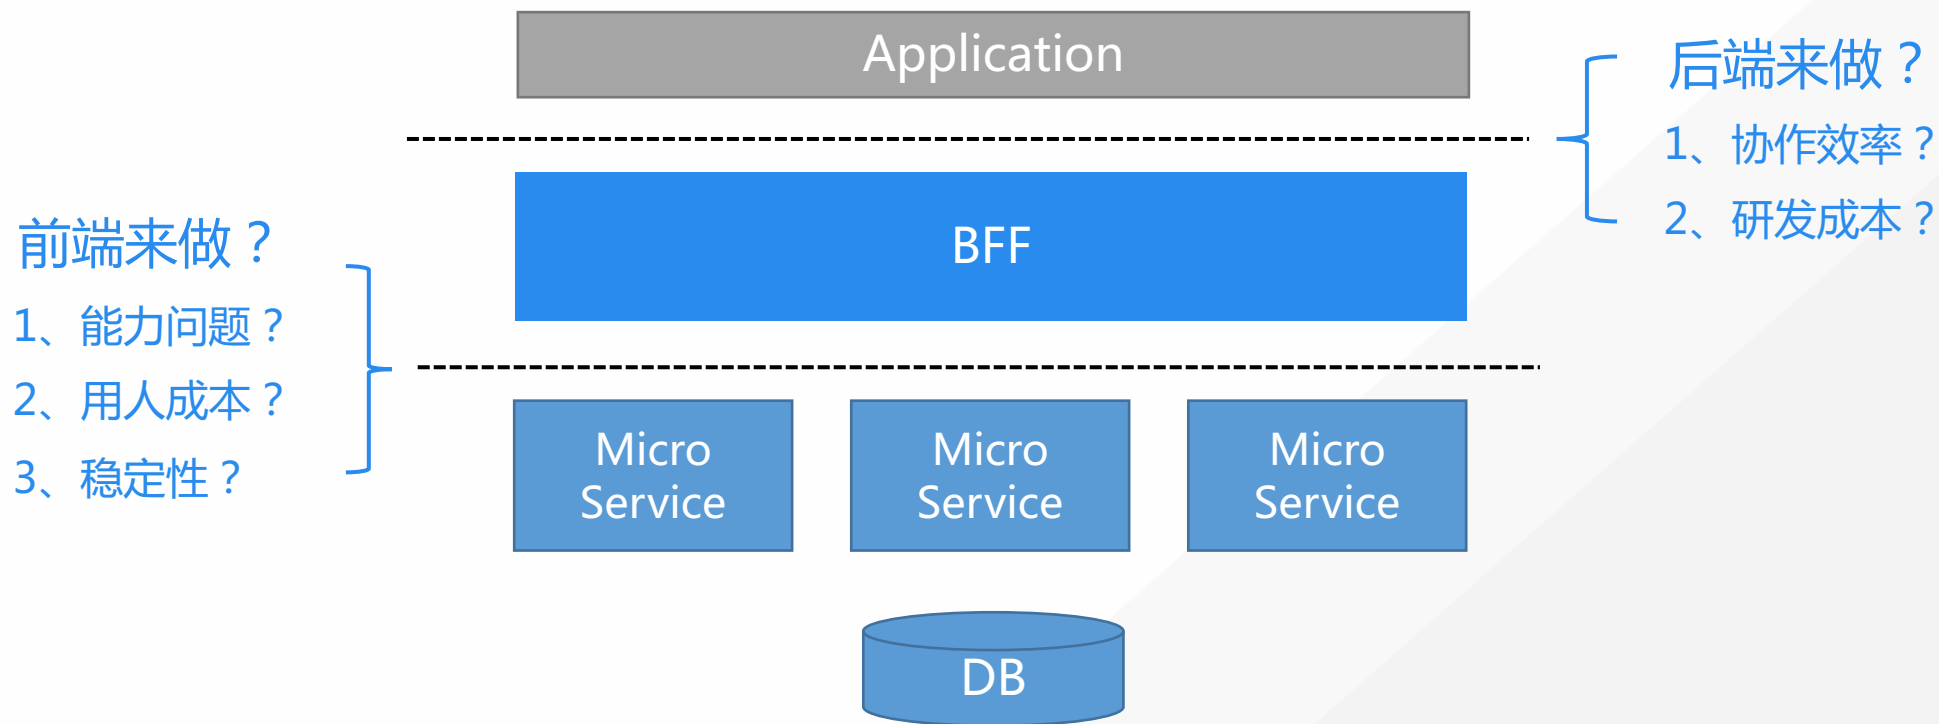 Application
后端来做？
1、协作效率？
2、研发成本？
BFF
前端来做？
1、能力问题？
2、用人成本？
3、稳定性？
Micro
Service
Micro
Service
Micro
Service
DB